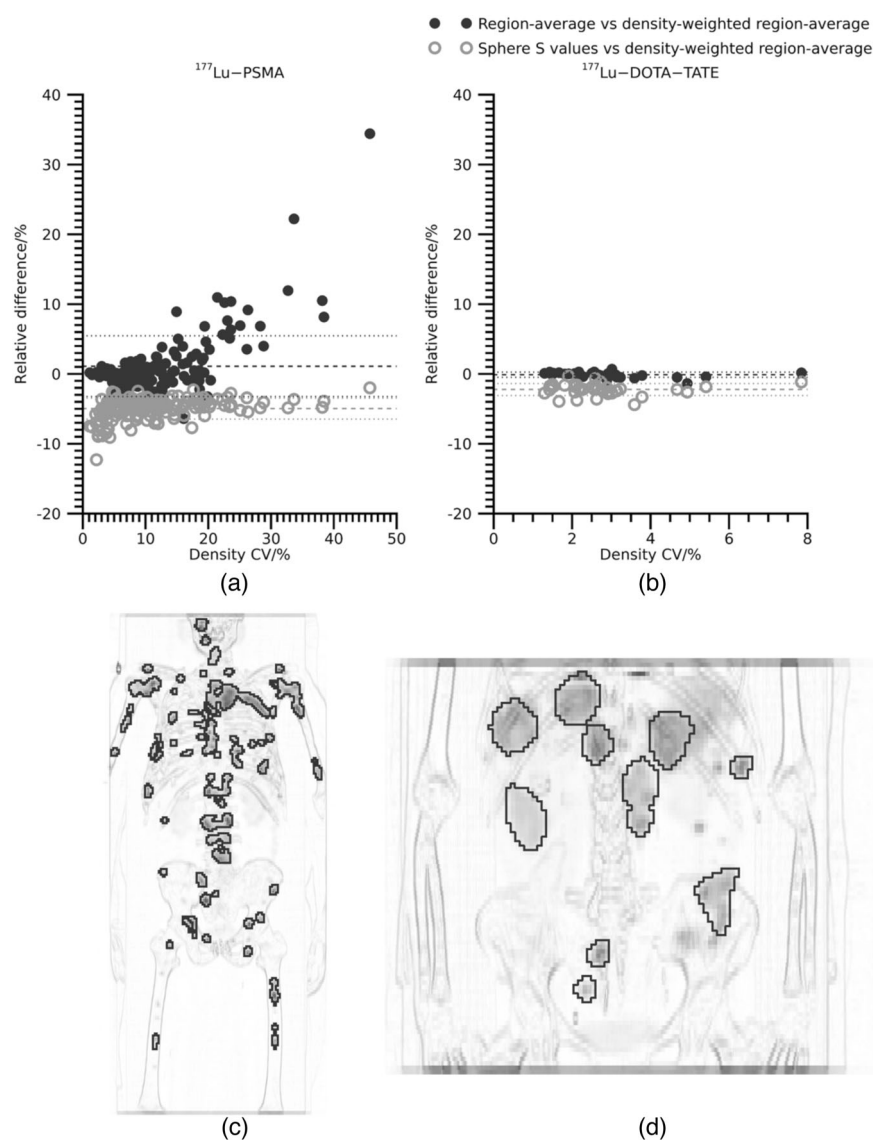 Region-average vs density-weighted region-average
Sphere S values vs density-weighted region-average
177Lu−PSMA
177Lu−DOTA−TATE
40
30
20
10
0
-10
-20
Relative difference/%
0
10
20
30
40
50
Density CV/%
(a)
40
30
20
10
0
-10
-20
Relative difference/%
0
2
4
6
8
Density CV/%
(b)
(c)
(d)